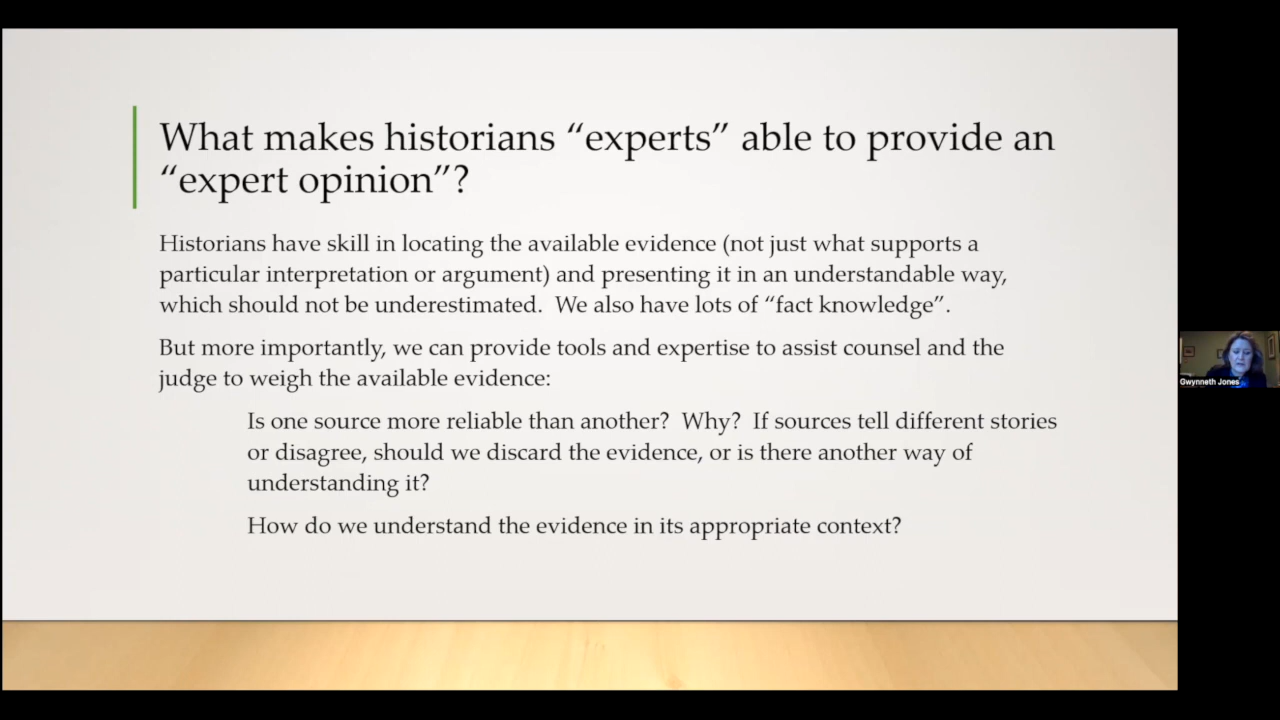 What makes historians “experts” able to provide an
“expert opinion”?
Historians have skill in locating the available evidence (not just what supports a
particular interpretation or argument) and presenting it in an understandable way,
which should not be underestimated.  We also have lots of “fact knowledge”.
But more importantly, we can provide tools and expertise to assist counsel and the
judge to weigh the available evidence:
Is one source more reliable than another?  Why?  If sources tell different stories
or disagree, should we discard the evidence, or is there another way of
understanding it?
How do we understand the evidence in its appropriate context?
Gwynneth Jones